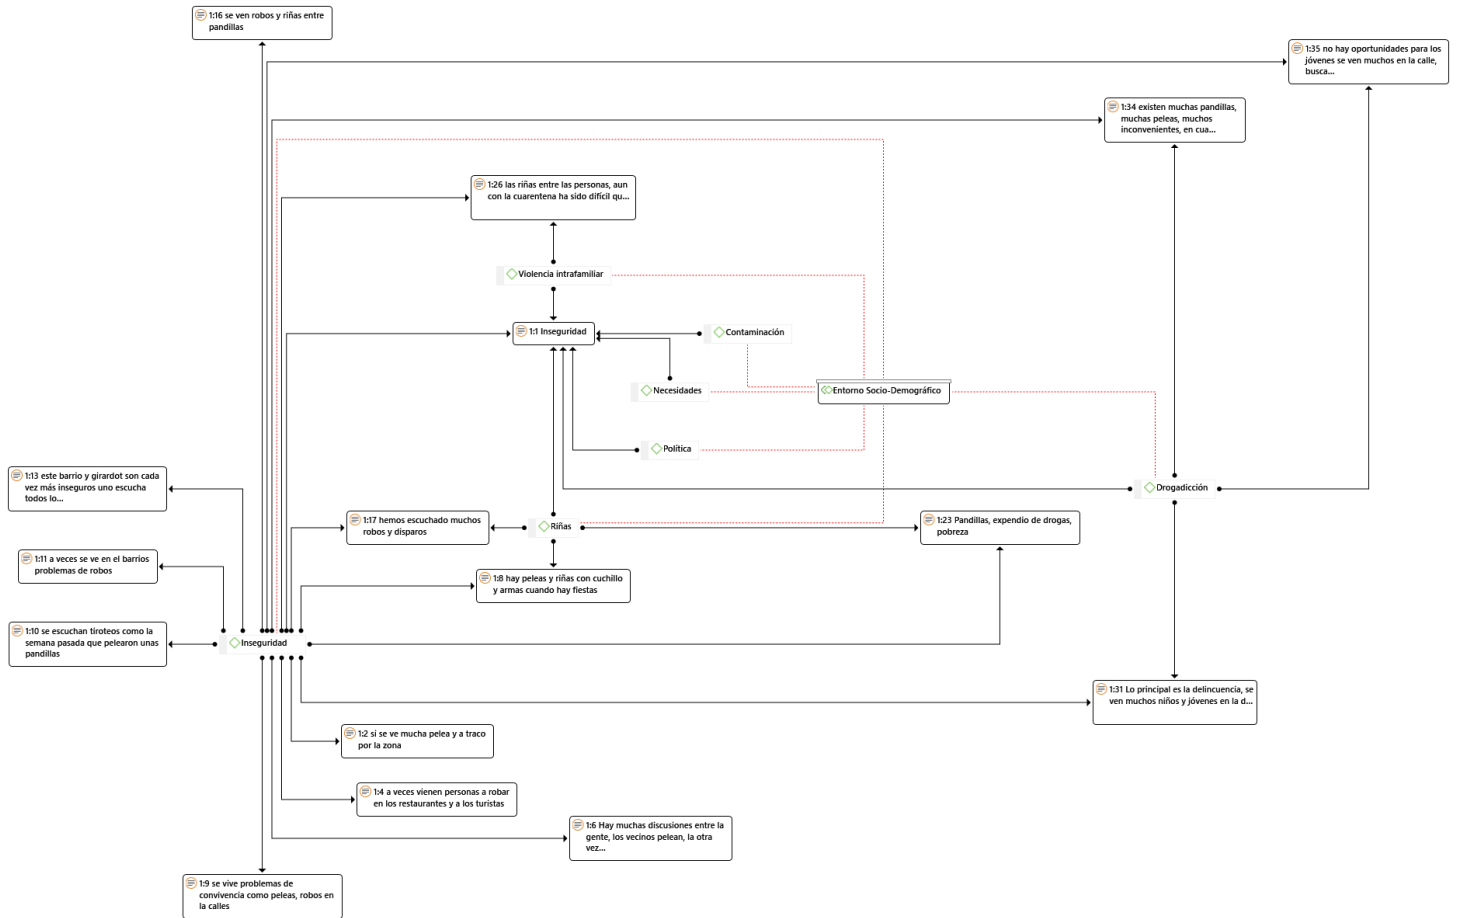 1:16 se ven robos y riñas entre
pandillas
1:35 no hay oportunidades para los
jóvenes se ven muchos en la calle,
busca...
1:34 existen muchas pandillas,
muchas peleas, muchos
inconvenientes, en cua...
1:26 las riñas entre las personas, aun
con la cuarentena ha sido difícil qu...
Violencia intrafamiliar
1:1 Inseguridad
Contaminación
Necesidades
Entorno Socio-Demográfico
Política
1:13 este barrio y girardot son cada
vez más inseguros uno escucha
todos lo...
Drogadicción
1:17 hemos escuchado muchos
robos y disparos
Riñas
1:23 Pandillas, expendio de drogas,
pobreza
1:11 a veces se ve en el barrios
problemas de robos
1:8 hay peleas y riñas con cuchillo
y armas cuando hay fiestas
1:10 se escuchan tiroteos como la
semana pasada que pelearon unas
pandillas
Inseguridad
1:31 Lo principal es la delincuencia, se
ven muchos niños y jóvenes en la d...
1:2 si se ve mucha pelea y a traco
por la zona
1:4 a veces vienen personas a robar
en los restaurantes y a los turistas
1:6 Hay muchas discusiones entre la
gente, los vecinos pelean, la otra
vez...
1:9 se vive problemas de
convivencia como peleas, robos en
la calles